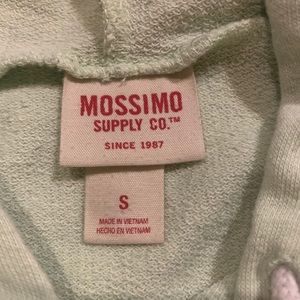 MOSSIMO
SUPPLY CO.™
SINCE 1987
S
MADE IN VIETNAM
HECHO EN VIETNAM